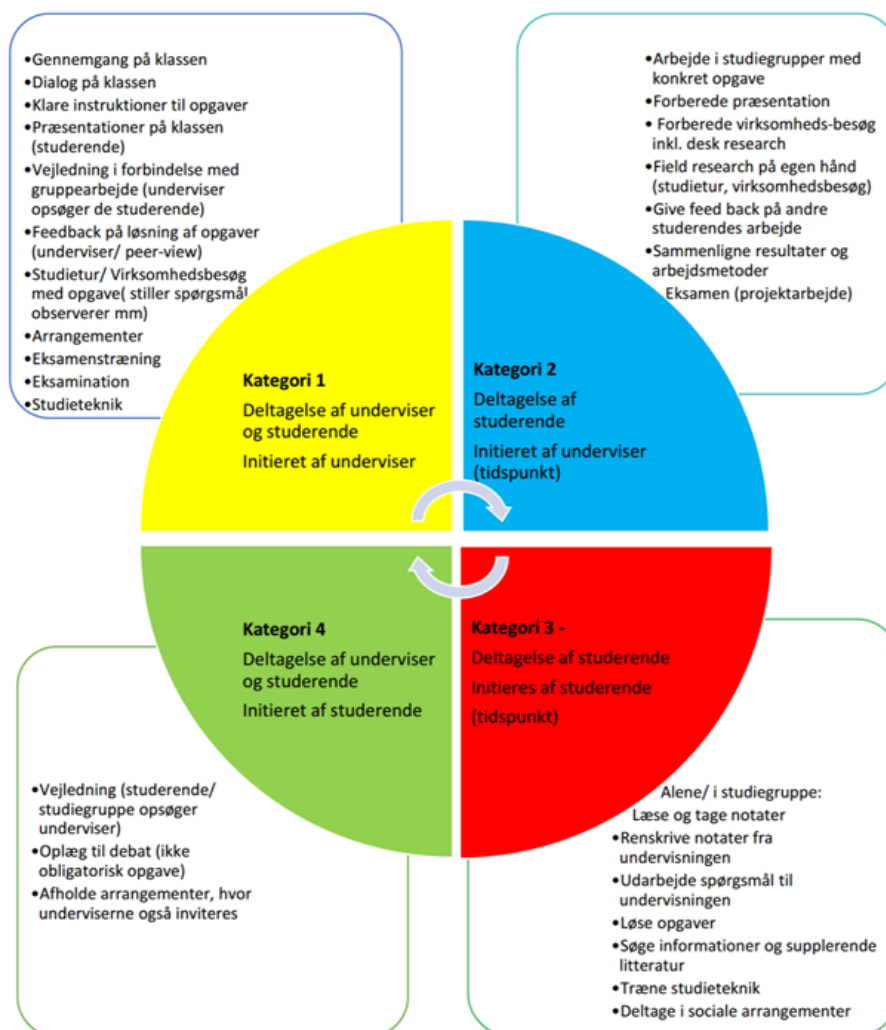 •Gennemgang på klassen
•Dialog på klassen
•Klare instruktioner til opgaver
•Præsentationer på klassen
(studerende)
•Vejledning i forbindelse med
gruppearbejde (underviser
opsøger de studerende)
•Feedback på løsning af opgaver
(underviser/ peer-view)
•Studietur/ Virksomhedsbesøg
med opgave( stiller spørgsmål
observerer mm)
•Arrangementer
•Eksamenstræning
•Eksamination
•Studieteknik
•Arbejde i studiegrupper med
konkret opgave
•Forberede præsentation
• Forberede virksomheds-besøg
inkl. desk research
•Field research på egen hånd
(studietur, virksomhedsbesøg)
•Give feed back på andre
studerendes arbejde
•Sammenligne resultater og
arbejdsmetoder
Eksamen (projektarbejde)
Kategori 1
Deltagelse af underviser
og studerende
Initieret af underviser
Kategori 2
Deltagelse af
studerende
Initieret af underviser
(tidspunkt)
Kategori 4
Deltagelse af underviser
og studerende
Initieret af studerende
Kategori 3 -
Deltagelse af studerende
Initieres af studerende
(tidspunkt)
•Vejledning (studerende/
studiegruppe opsøger
underviser)
•Oplæg til debat (ikke
obligatorisk opgave)
•Afholde arrangementer, hvor
underviserne også inviteres
Alene/ i studiegruppe:
Læse og tage notater
•Renskrive notater fra
undervisningen
•Udarbejde spørgsmål til
undervisningen
•Løse opgaver
•Søge informationer og supplerende
litteratur
•Træne studieteknik
•Deltage i sociale arrangementer